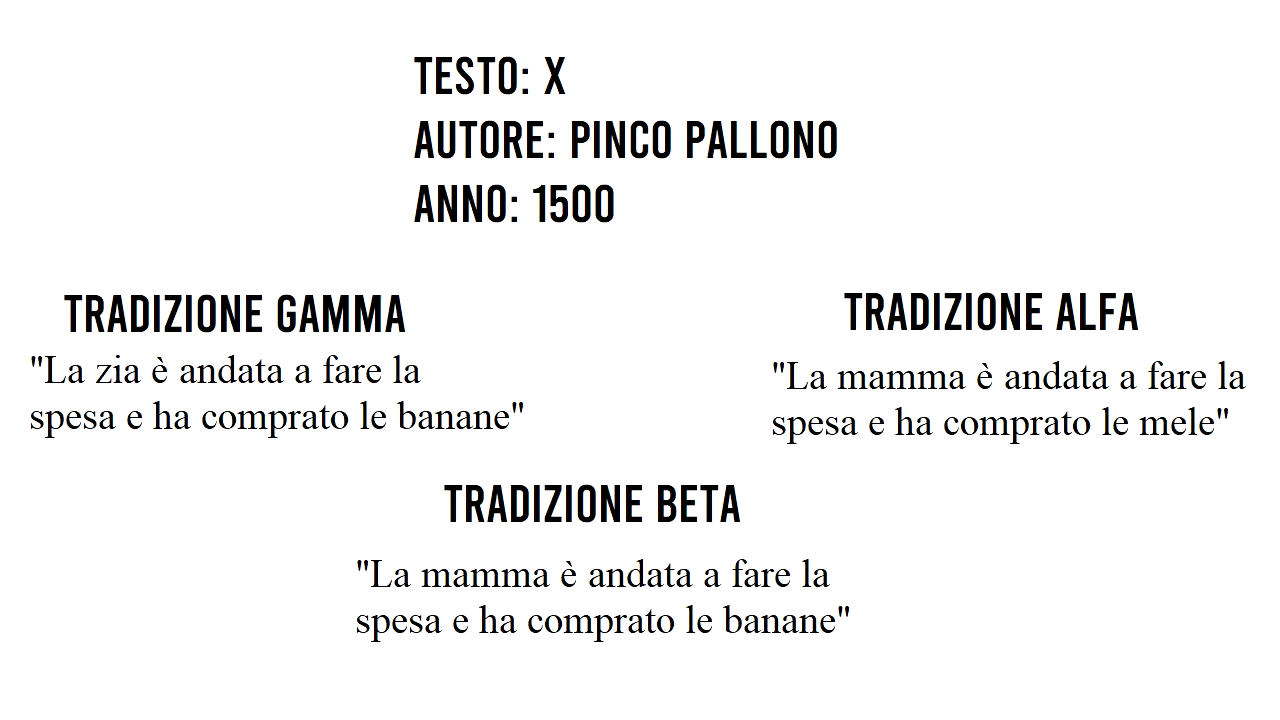 TESTO: X
AUTORE: PINCO PALLONO
ANNO: 1500
TRADIZIONE GAMMA
"La zia è andata a fare la
spesa e ha comprato le banane"
TRADIZIONE ALFA
"La mamma è andata a fare la
spesa e ha comprato le mele"
TRADIZIONE BETA
"La mamma è andata a fare la
spesa e ha comprato le banane"